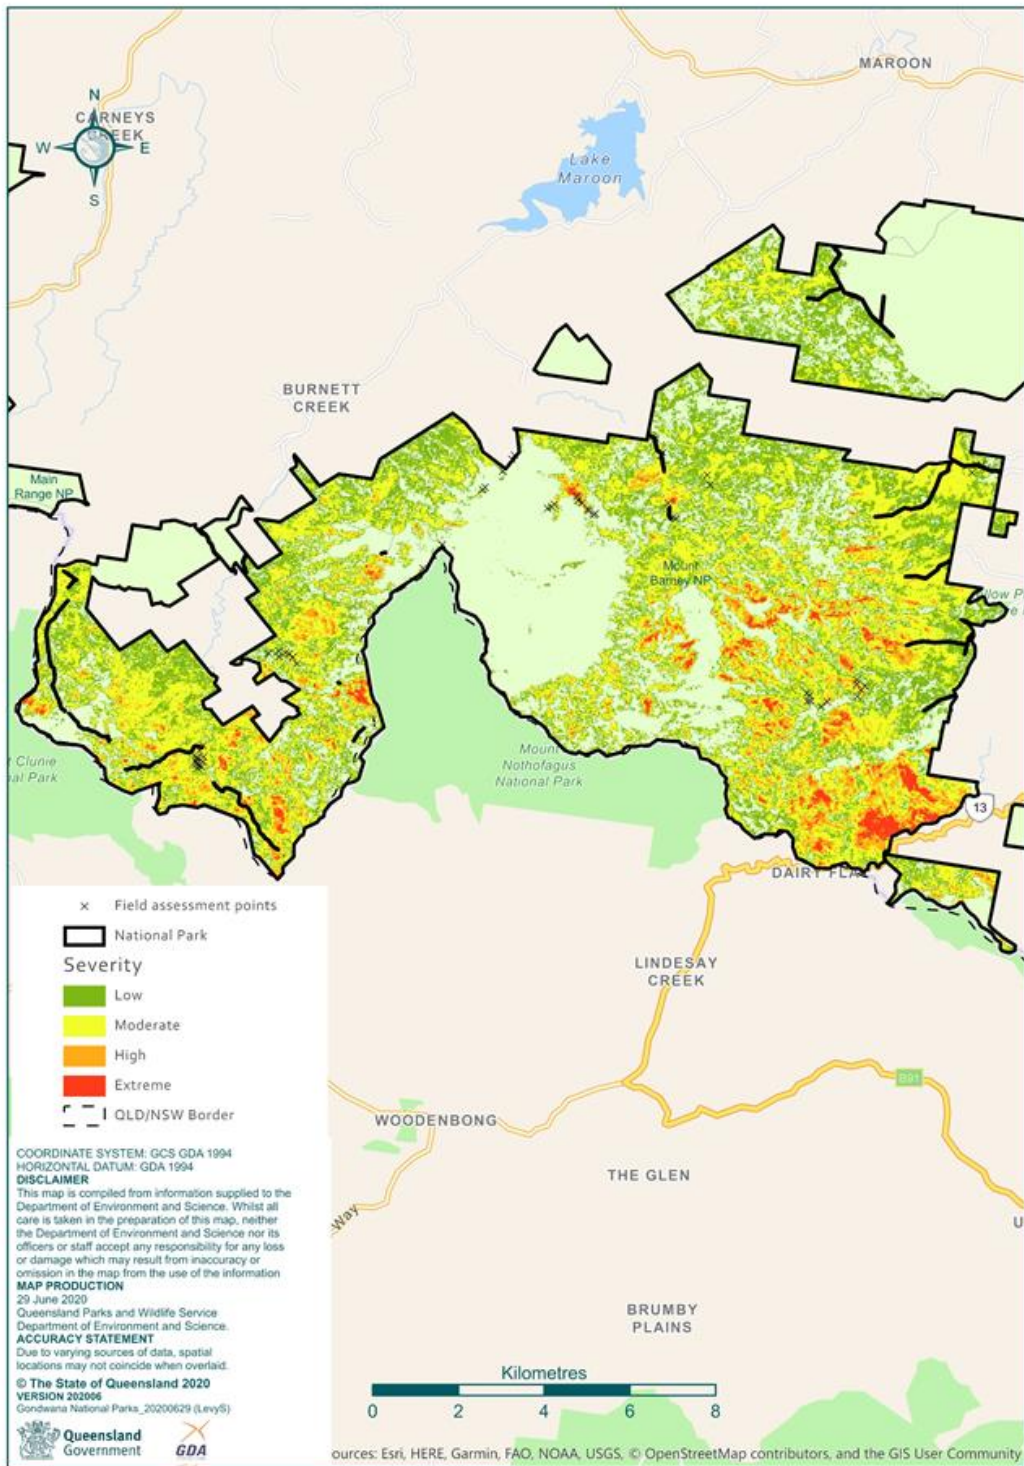 MAROON
N
CARNEYS
CREEK
W
E
S
Lake
Maroon
BURNETT
CREEK
Main
Range NP
Mount
Barney NP
Mount
Nothofagus
National Park
Clunie
al Park
13
DAIRY FLA
LINDESAY
CREEK
× Field assessment points
National Park
Severity
Low
Moderate
High
Extreme
QLD/NSW Border
B91
WOODENBONG
THE GLEN
Way
U
BRUMBY
PLAINS
COORDINATE SYSTEM: GCS GDA 1994
HORIZONTAL DATUM: GDA 1994
DISCLAIMER
This map is compiled from information supplied to the
Department of Environment and Science. Whilst all
care is taken in the preparation of this map, neither
the Department of Environment and Science nor its
officers or staff accept any responsibility for any loss
or damage which may result from inaccuracy or
omission in the map from the use of the information
MAP PRODUCTION
29 June 2020
Queensland Parks and Wildlife Service
Department of Environment and Science.
ACCURACY STATEMENT
Due to varying sources of data, spatial
locations may not coincide when overlaid.
© The State of Queensland 2020
VERSION 202006
Gondwana National Parks_20200629 (LevyS)
Queensland
Government
GDA
Kilometres
0 2 4 6 8
ources: Esri, HERE, Garmin, FAO, NOAA, USGS, © OpenStreetMap contributors, and the GIS User Community